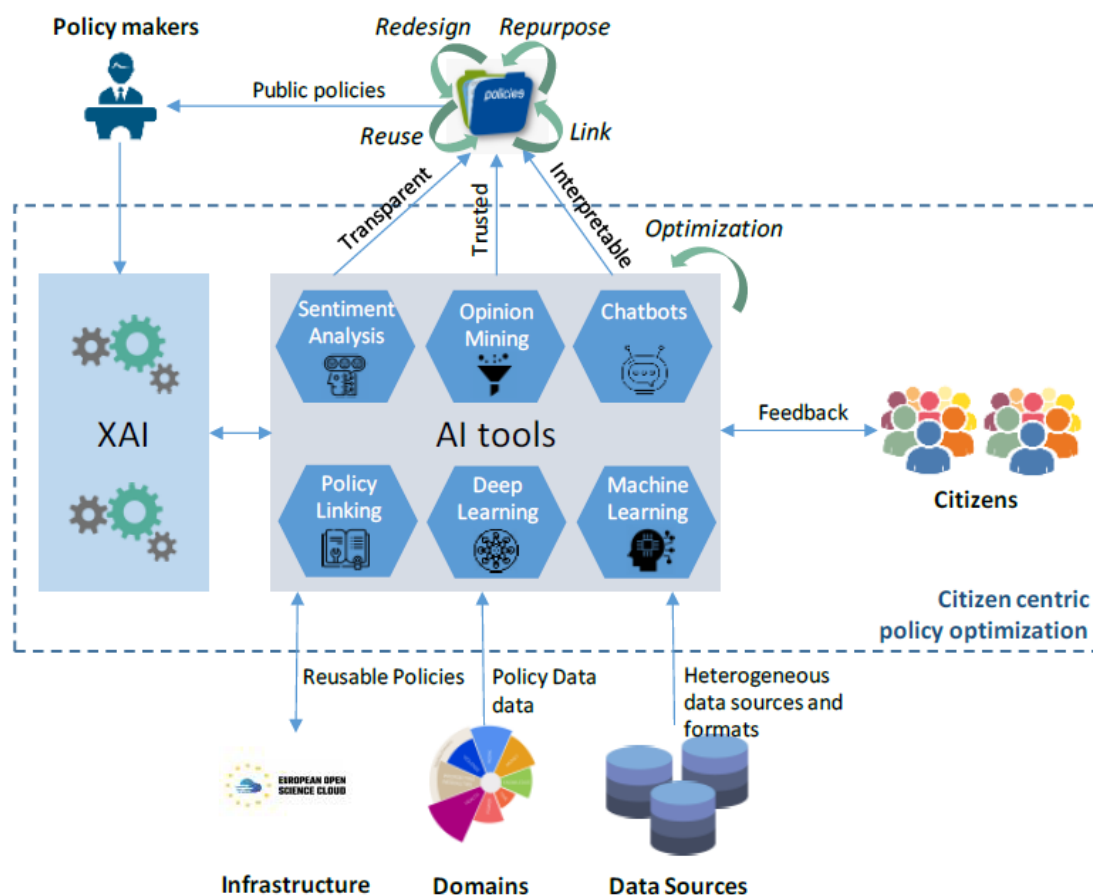 Policy makers
Redesign
Repurpose
Public policies
policies
Reuse
Link
Transparent
Trusted
Interpretable
Optimization
Sentiment
Analysis
Opinion
Mining
Chatbots
XAI
AI tools
Feedback
Policy
Linking
Deep
Learning
Machine
Learning
Citizens
Citizen centric
policy optimization
Reusable Policies
Policy Data
data
Heterogeneous
data sources and
formats
EUROPEAN OPEN
SCIENCE CLOUD
Infrastructure
Domains
Data Sources